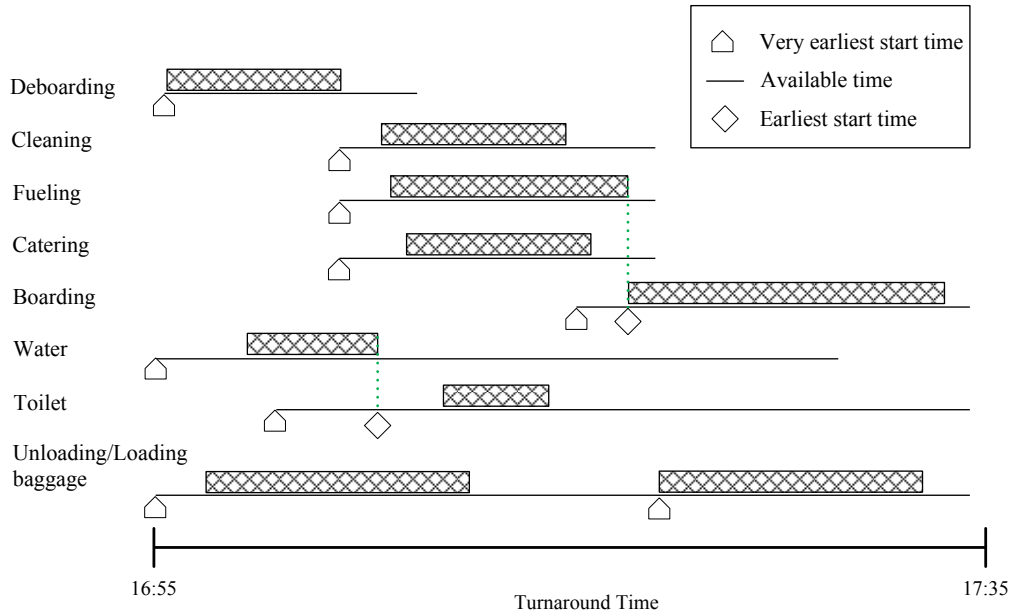 Very earliest start time
Available time
Earliest start time
Deboarding
Cleaning
Fueling
Catering
Boarding
Water
Toilet
Unloading/Loading
baggage
16:55
17:35
Turnaround Time